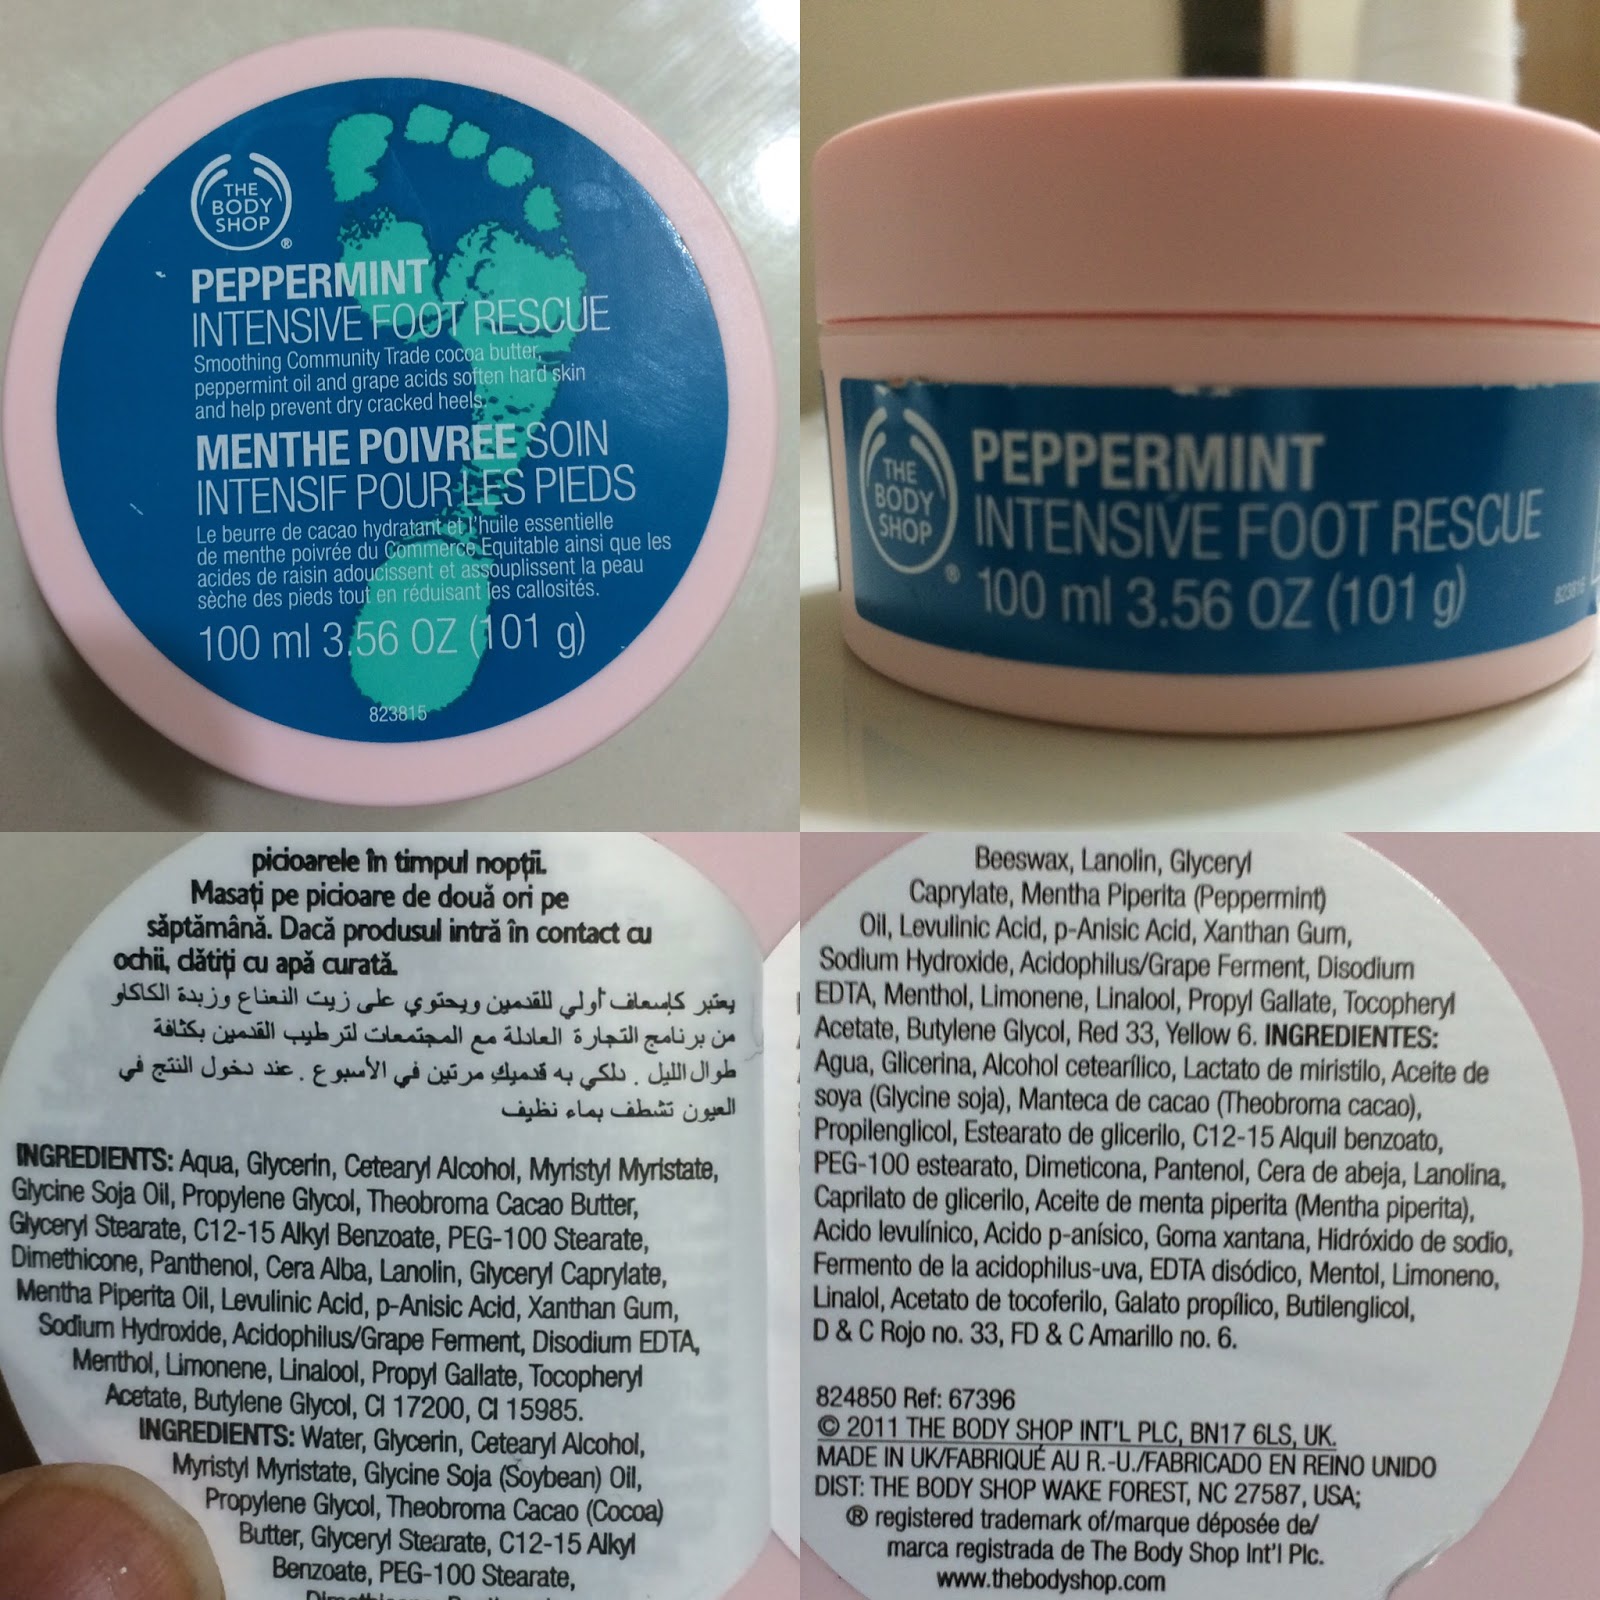 THE
BODY
SHOP
®
PEPPERMINT
INTENSIVE FOOT RESCUE
Smoothing Community Trade cocoa butter,
peppermint oil and grape acids soften hard skin
and help prevent dry cracked heels.
MENTHE POIVRÉE SOIN
INTENSIF POUR LES PIEDS
Le beurre de cacao hydratant et l'huile essentielle
de menthe poivrée du Commerce Equitable ainsi que les
acides de raisin adoucissent et assouplissent la peau
sèche des pieds tout en réduisant les callosités.
100 ml 3.56 OZ (101 g)
823815
THE
BODY
SHOP
®
PEPPERMINT
INTENSIVE FOOT RESCUE
100 ml 3.56 OZ (101 g)
823816
picioarele în timpul nopții.
Masați pe picioare de două ori pe
săptămână. Dacă produsul intră în contact cu
ochii, clătiți cu apă curată.
يعتبر كإسعاف أولي للقدمين ويحتوي على زيت النعناع وزبدة الكاكاو
من برنامج التجارة العادلة مع المجتمعات لترطيب القدمين بكثافة
طوال الليل . دلكي به قدميك مرتين في الأسبوع . عند دخول النتج في
العيون تشطف بماء نظيف
INGREDIENTS: Aqua, Glycerin, Cetearyl Alcohol, Myristyl Myristate,
Glycine Soja Oil, Propylene Glycol, Theobroma Cacao Butter,
Glyceryl Stearate, C12-15 Alkyl Benzoate, PEG-100 Stearate,
Dimethicone, Panthenol, Cera Alba, Lanolin, Glyceryl Caprylate,
Mentha Piperita Oil, Levulinic Acid, p-Anisic Acid, Xanthan Gum,
Sodium Hydroxide, Acidophilus/Grape Ferment, Disodium EDTA,
Menthol, Limonene, Linalool, Propyl Gallate, Tocopheryl
Acetate, Butylene Glycol, CI 17200, CI 15985.
INGREDIENTS: Water, Glycerin, Cetearyl Alcohol,
Myristyl Myristate, Glycine Soja (Soybean) Oil,
Propylene Glycol, Theobroma Cacao (Cocoa)
Butter, Glyceryl Stearate, C12-15 Alkyl
Benzoate, PEG-100 Stearate,
Beeswax, Lanolin, Glyceryl
Caprylate, Mentha Piperita (Peppermint)
Oil, Levulinic Acid, p-Anisic Acid, Xanthan Gum,
Sodium Hydroxide, Acidophilus/Grape Ferment, Disodium
EDTA, Menthol, Limonene, Linalool, Propyl Gallate, Tocopheryl
Acetate, Butylene Glycol, Red 33, Yellow 6. INGREDIENTES:
Agua, Glicerina, Alcohol cetearílico, Lactato de miristilo, Aceite de
soya (Glycine soja), Manteca de cacao (Theobroma cacao),
Propilenglicol, Estearato de glicerilo, C12-15 Alquil benzoato,
PEG-100 estearato, Dimeticona, Pantenol, Cera de abeja, Lanolina,
Caprilato de glicerilo, Aceite de menta piperita (Mentha piperita),
Acido levulínico, Acido p-anísico, Goma xantana, Hidróxido de sodio,
Fermento de la acidophilus-uva, EDTA disódico, Mentol, Limoneno,
Linalol, Acetato de tocoferilo, Galato propílico, Butilenglicol,
D & C Rojo no. 33, FD & C Amarillo no. 6.
824850 Ref: 67396
© 2011 THE BODY SHOP INT'L PLC, BN17 6LS, UK.
MADE IN UK/FABRIQUÉ AU R.-U./FABRICADO EN REINO UNIDO
DIST: THE BODY SHOP WAKE FOREST, NC 27587, USA;
® registered trademark of/marque déposée de/
marca registrada de The Body Shop Int'l Plc.
www.thebodyshop.com